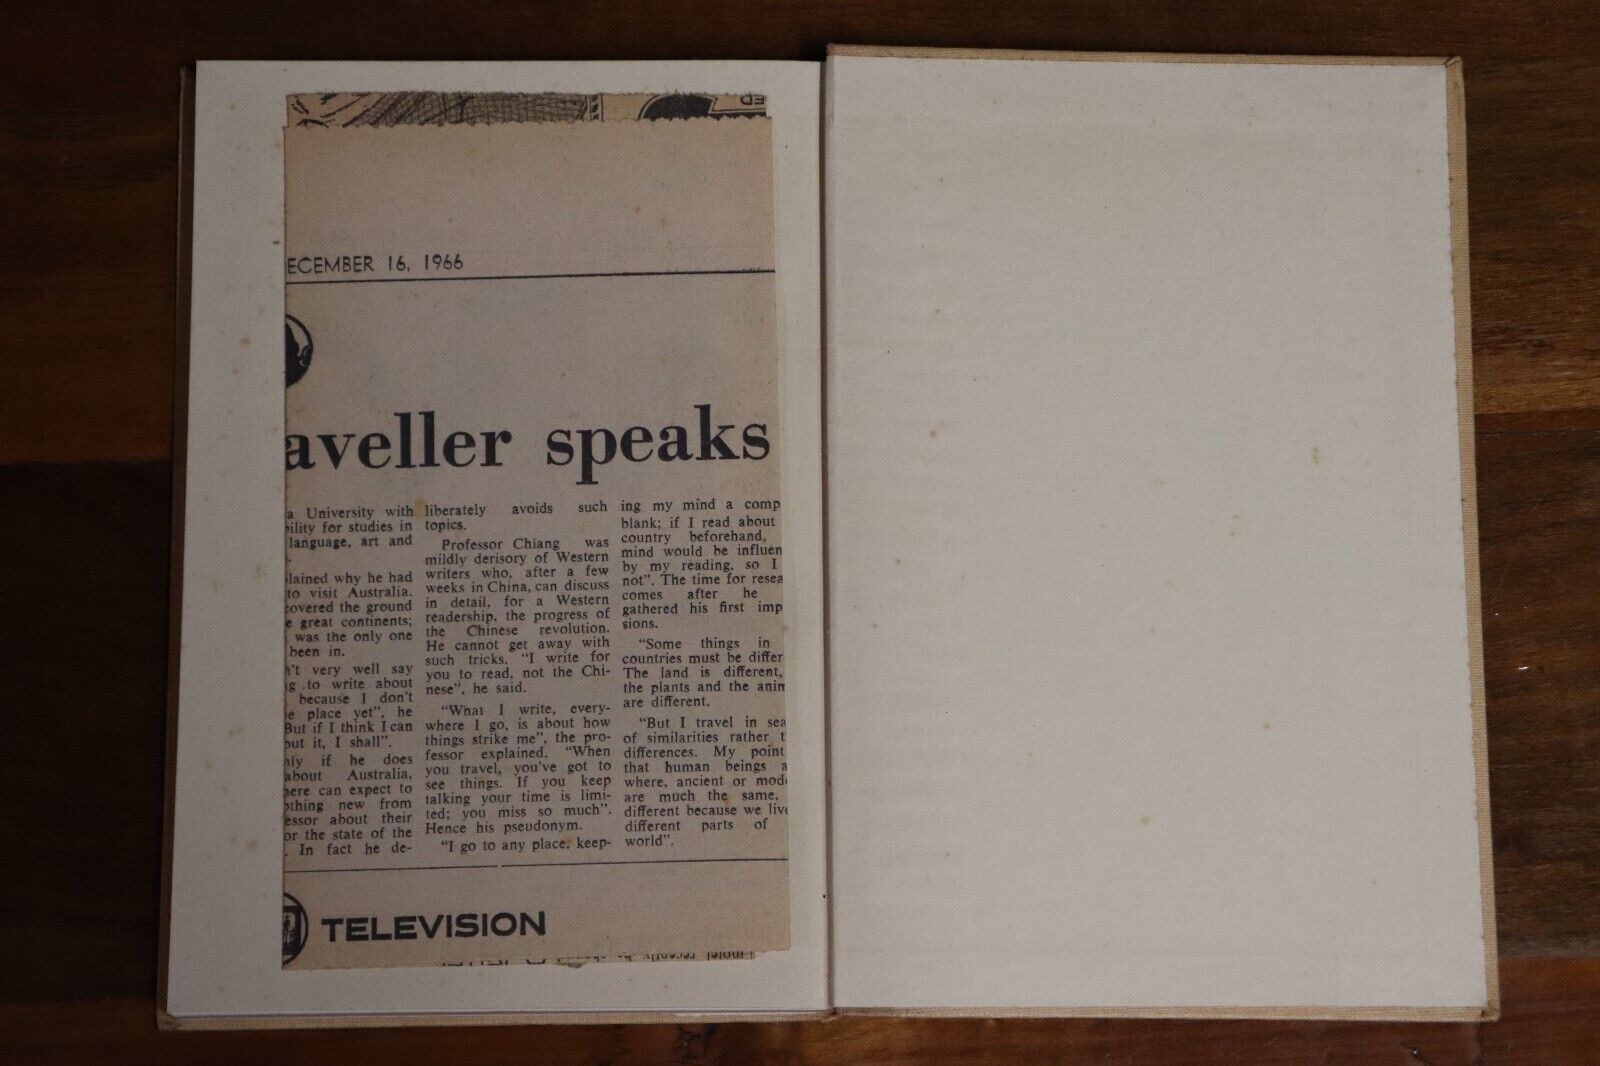 ECEMBER 16, 1966
aveller speaks
a University with
bility for studies in
language, art and
lained why he had
to visit Australia.
covered the ground
e great continents;
was the only one
been in.
n't very well say
g to write about
because I don't
e place yet", he
But if I think I can
out it, I shall".
nly if he does
about Australia,
here can expect to
othing new from
essor about their
or the state of the
. In fact he de-
liberately avoids such
topics.
Professor Chiang was
mildly derisory of Western
writers who, after a few
weeks in China, can discuss
in detail, for a Western
readership, the progress of
the Chinese revolution.
He cannot get away with
such tricks. "I write for
you to read, not the Chi-
nese", he said.
"What I write, every-
where I go, is about how
things strike me", the pro-
fessor explained. "When
you travel, you've got to
see things. If you keep
talking your time is limi-
ted; you miss so much".
Hence his pseudonym.
"I go to any place, keep-
ing my mind a comp
blank; if I read about
country beforehand,
mind would be influen
by my reading, so I
not". The time for resea
comes after he
gathered his first imp
sions.
"Some things in
countries must be differ
The land is different,
the plants and the anim
are different.
"But I travel in sea
of similarities rather t
differences. My point
that human beings a
where, ancient or mode
are much the same,
different because we live
different parts of
world".
TELEVISION
motel recently he